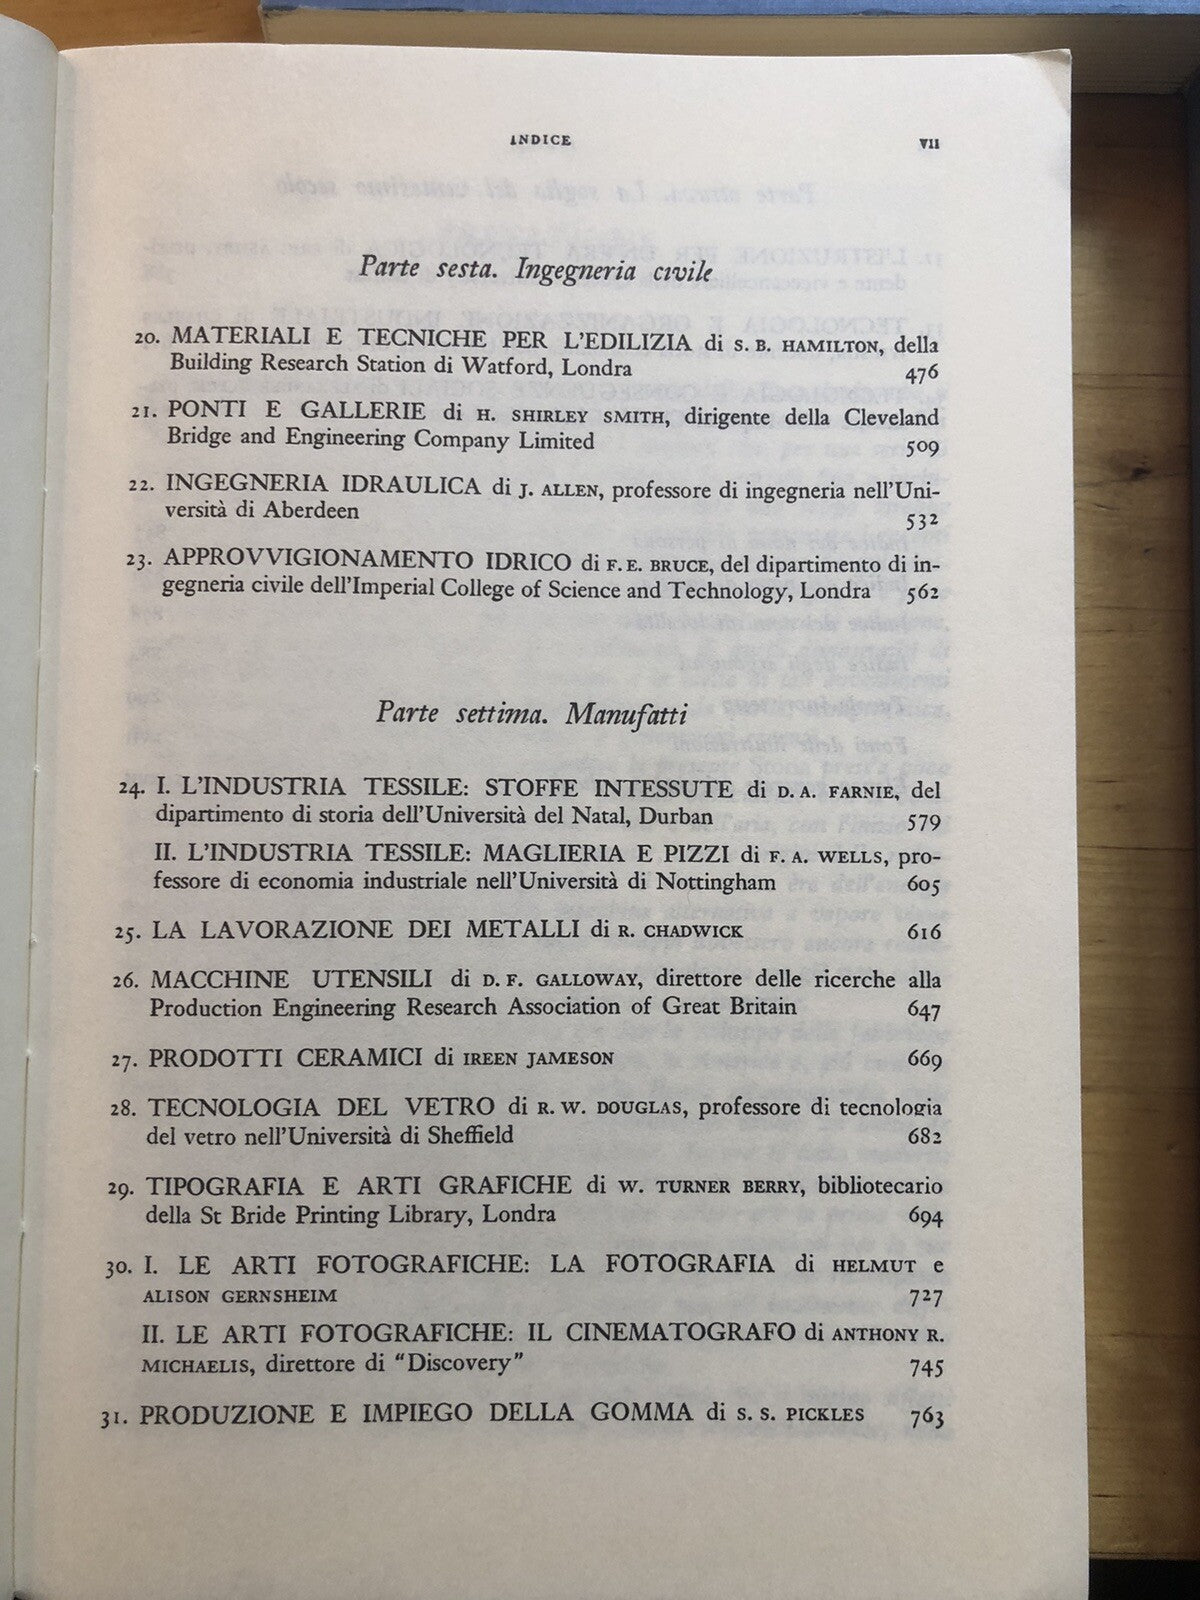 INDICE
VII
Parte sesta. Ingegneria civile
20. MATERIALI E TECNICHE PER L'EDILIZIA di S. B. HAMILTON, della
Building Research Station di Watford, Londra 476
21. PONTI E GALLERIE di H. SHIRLEY SMITH, dirigente della Cleveland
Bridge and Engineering Company Limited 509
22. INGEGNERIA IDRAULICA di J. ALLEN, professore di ingegneria nell'Uni-
versità di Aberdeen 532
23. APPROVVIGIONAMENTO IDRICO di F. E. BRUCE, del dipartimento di in-
gegneria civile dell'Imperial College of Science and Technology, Londra 562
Parte settima. Manufatti
24. I. L'INDUSTRIA TESSILE: STOFFE INTESSUTE di D. A. FARNIE, del
dipartimento di storia dell'Università del Natal, Durban 579
II. L'INDUSTRIA TESSILE: MAGLIERIA E PIZZI di F. A. WELLS, pro-
fessore di economia industriale nell'Università di Nottingham 605
25. LA LAVORAZIONE DEI METALLI di R. CHADWICK 616
26. MACCHINE UTENSILI di D. F. GALLOWAY, direttore delle ricerche alla
Production Engineering Research Association of Great Britain 647
27. PRODOTTI CERAMICI di IREEN JAMESON 669
28. TECNOLOGIA DEL VETRO di R. W. DOUGLAS, professore di tecnologia
del vetro nell'Università di Sheffield 682
29. TIPOGRAFIA E ARTI GRAFICHE di W. TURNER BERRY, bibliotecario
della St Bride Printing Library, Londra 694
30. I. LE ARTI FOTOGRAFICHE: LA FOTOGRAFIA di HELMUT e
ALISON GERNSHEIM 727
II. LE ARTI FOTOGRAFICHE: IL CINEMATOGRAFO di ANTHONY R.
MICHAELIS, direttore di “Discovery” 745
31. PRODUZIONE E IMPIEGO DELLA GOMMA di S. S. PICKLES 763